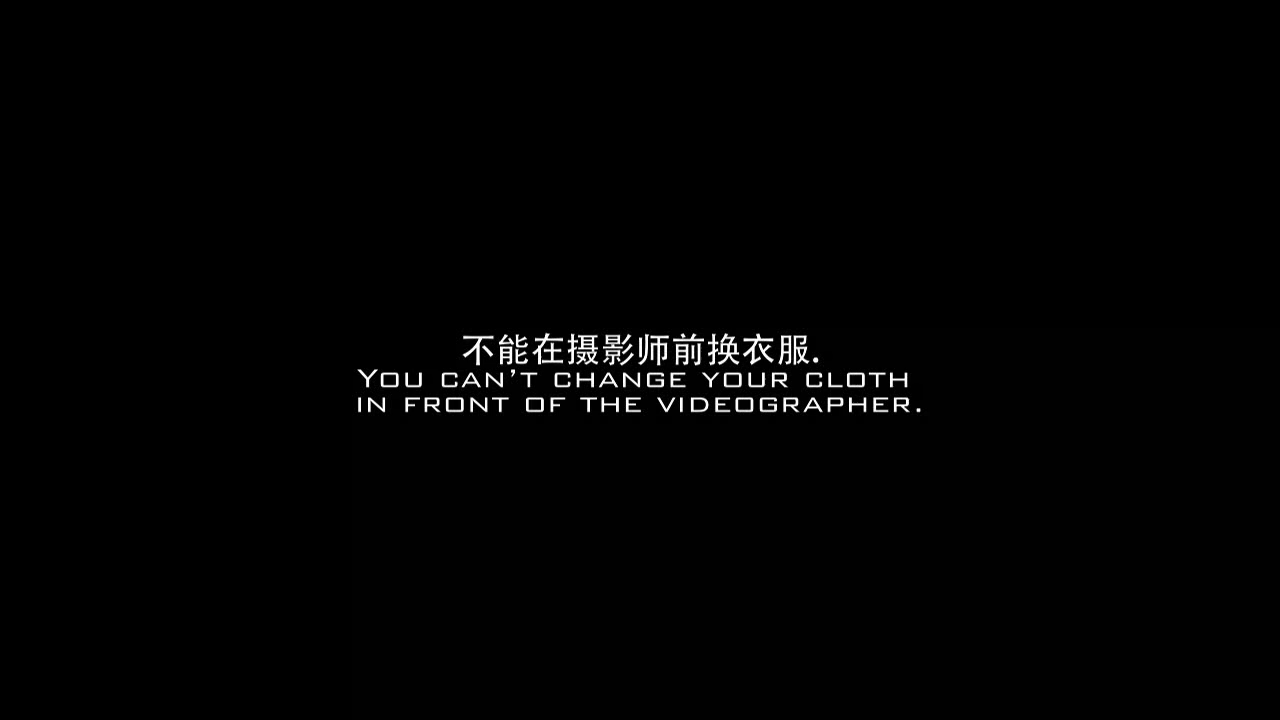 不能在摄影师前换衣服.
You can't change your cloth
in front of the videographer.